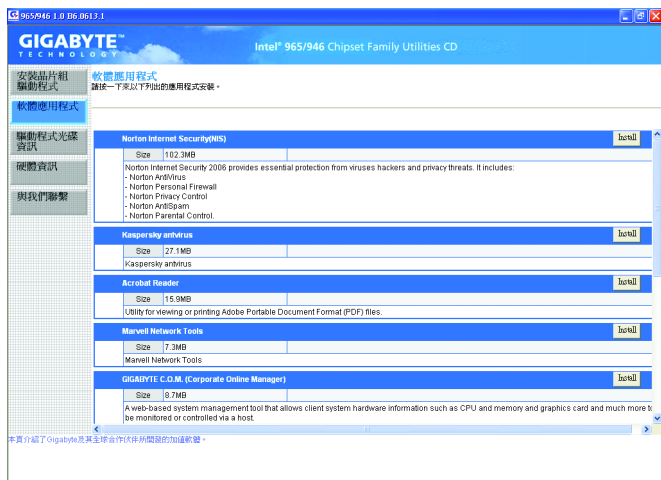 965/946 1.0 B6.0613.1
GIGABYTE™
TECHNOLOGY
Intel® 965/946 Chipset Family Utilities CD
安裝晶片組
驅動程式
軟體應用程式
驅動程式光碟
資訊
硬體資訊
與我們聯繫
軟體應用程式
請按一下來以下列出的應用程式安裝。
Norton Internet Security(NIS)
Install
Size 102.3MB
Norton Internet Security 2006 provides essential protection from viruses hackers and privacy threats. It includes:
- Norton AntiVirus
- Norton Personal Firewall
- Norton Privacy Control
- Norton AntiSpam
- Norton Parental Control.
Kaspersky antvirus
Install
Size 27.1MB
Kaspersky antvirus
Acrobat Reader
Install
Size 15.9MB
Utility for viewing or printing Adobe Portable Document Format (PDF) files.
Marvell Network Tools
Install
Size 7.3MB
Marvell Network Tools
GIGABYTE C.O.M. (Corporate Online Manager)
Install
Size 8.7MB
A web-based system management tool that allows client system hardware information such as CPU and memory and graphics card and much more to
be monitored or controlled via a host.
本頁介紹了Gigabyte及其全球合作伙伴所開發的加值軟體。